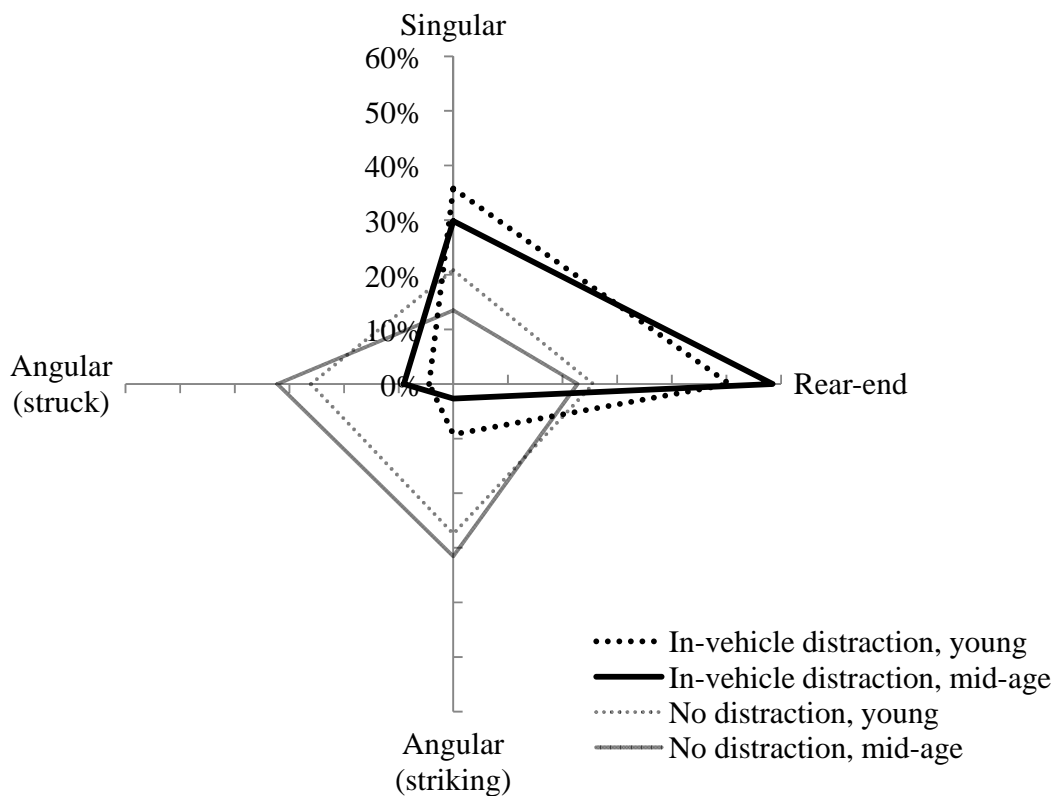 Singular
60%
50%
40%
30%
20%
10%
0%
Angular
(struck)
Rear-end
Angular
(striking)
In-vehicle distraction, young
In-vehicle distraction, mid-age
No distraction, young
No distraction, mid-age